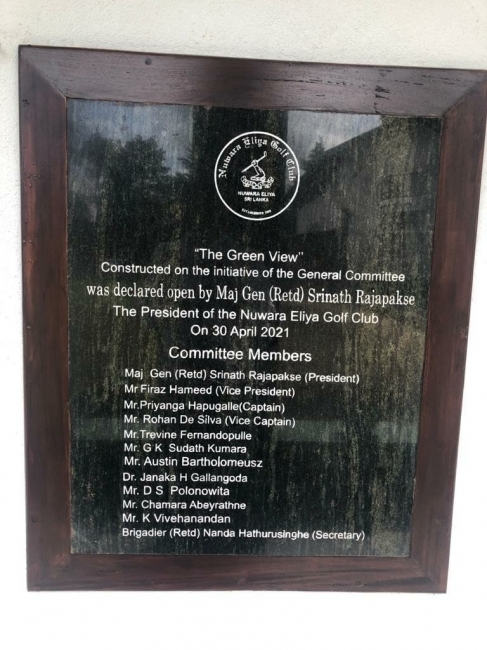 Nuwara Eliya Golf Club
NUWARA ELIYA
SRI LANKA
"The Green View"
Constructed on the initiative of the General Committee
was declared open by Maj Gen (Retd) Srinath Rajapakse
The President of the Nuwara Eliya Golf Club
On 30 April 2021
Committee Members
Maj Gen (Retd) Srinath Rajapakse (President)
Mr Firaz Hameed (Vice President)
Mr.Priyanga Hapugalle(Captain)
Mr. Rohan De Silva (Vice Captain)
Mr.Trevine Fernandopulle
Mr. G K Sudath Kumara
Mr. Austin Bartholomeusz
Dr. Janaka H Gallangoda
Mr. D S Polonowita
Mr. Chamara Abeyrathne
Mr. K Vivehanandan
Brigadier (Retd) Nanda Hathurusinghe (Secretary)